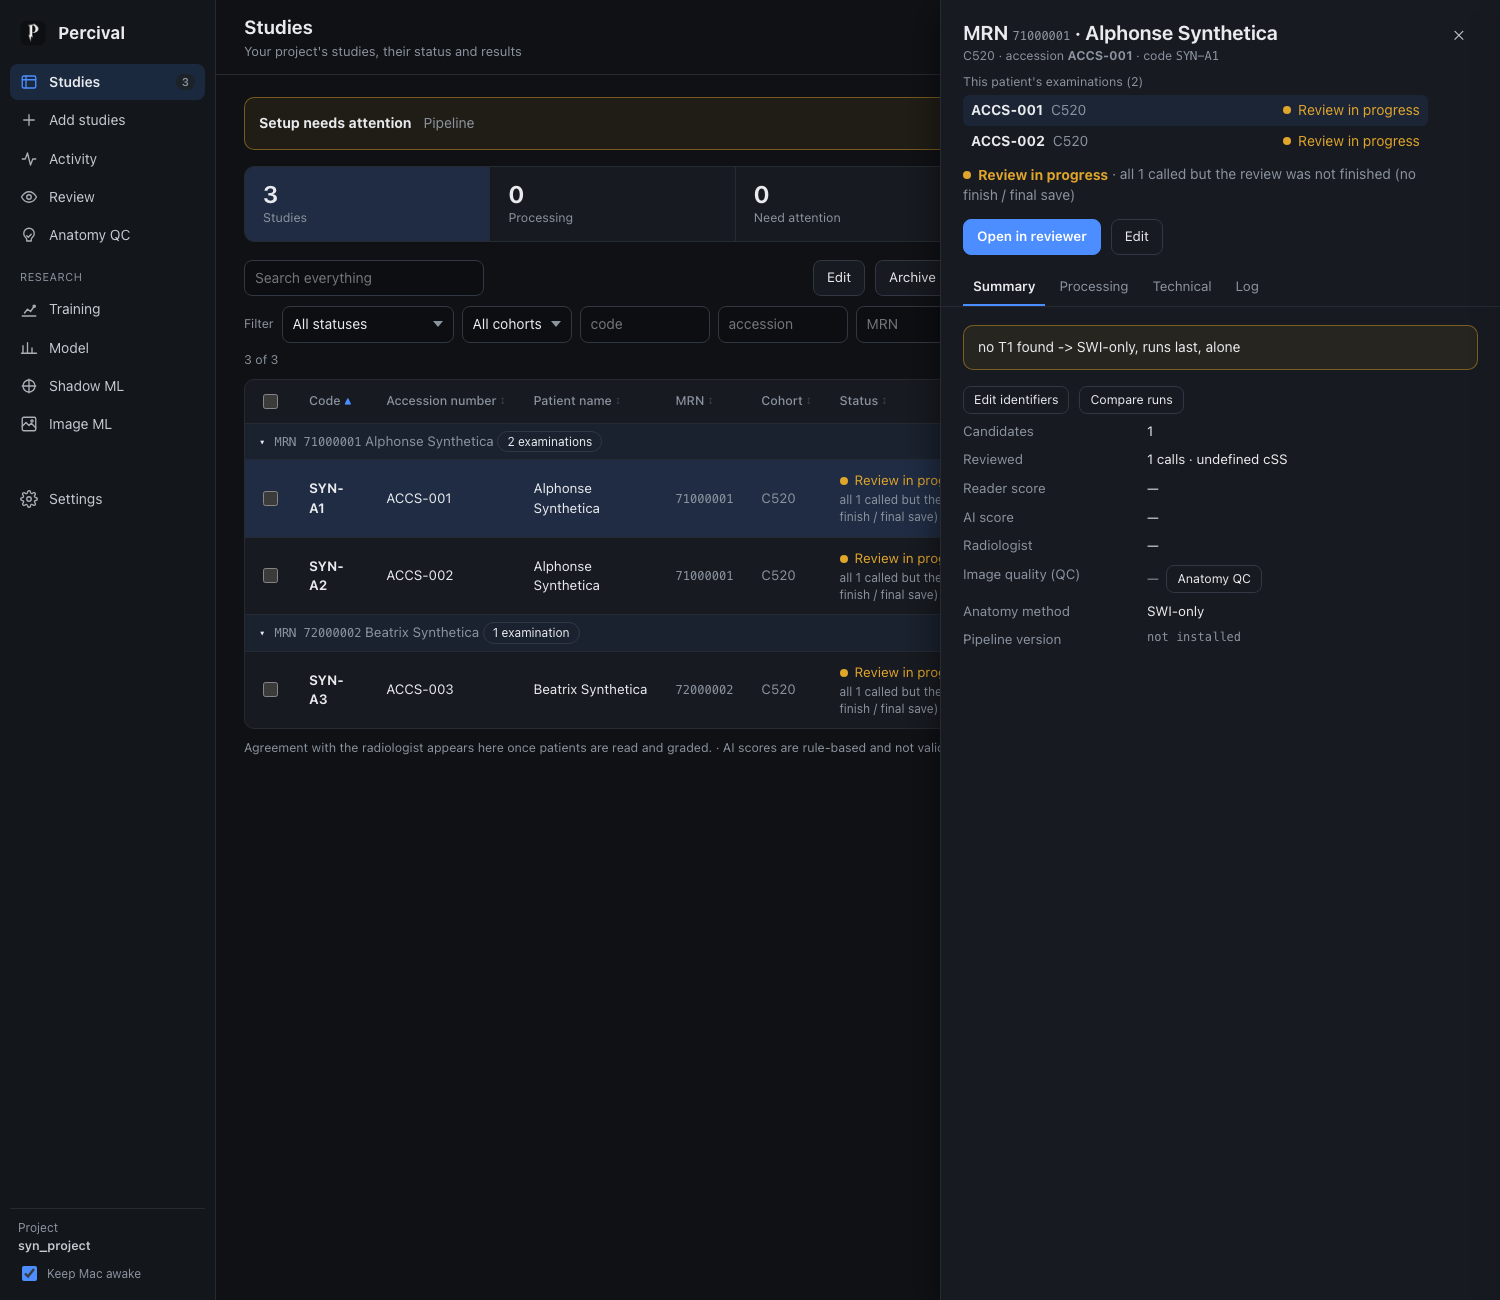 Percival
Studies 3
Add studies
Activity
Review
Anatomy QC
RESEARCH
Training
Model
Shadow ML
Image ML
Settings
Project
syn_project
Keep Mac awake
Studies
Your project's studies, their status and results
Setup needs attention Pipeline
3
Studies
0
Processing
0
Need attention
Search everything
Edit
Archive
Filter All statuses All cohorts code accession MRN
3 of 3
Code Accession number Patient name MRN Cohort Status
MRN 71000001 Alphonse Synthetica 2 examinations
SYN-
A1
ACCS-001
Alphonse
Synthetica
71000001
C520
Review in prog
all 1 called but the
finish / final save)
SYN-
A2
ACCS-002
Alphonse
Synthetica
71000001
C520
Review in prog
all 1 called but the
finish / final save)
MRN 72000002 Beatrix Synthetica 1 examination
SYN-
A3
ACCS-003
Beatrix Synthetica
72000002
C520
Review in prog
all 1 called but the
finish / final save)
Agreement with the radiologist appears here once patients are read and graded. · AI scores are rule-based and not valid
MRN 71000001 · Alphonse Synthetica
C520 · accession ACCS-001 · code SYN-A1
This patient's examinations (2)
ACCS-001 C520 Review in progress
ACCS-002 C520 Review in progress
Review in progress · all 1 called but the review was not finished (no
finish / final save)
Open in reviewer
Edit
Summary Processing Technical Log
no T1 found -> SWI-only, runs last, alone
Edit identifiers
Compare runs
Candidates 1
Reviewed 1 calls · undefined cSS
Reader score —
AI score —
Radiologist —
Image quality (QC) — Anatomy QC
Anatomy method SWI-only
Pipeline version not installed